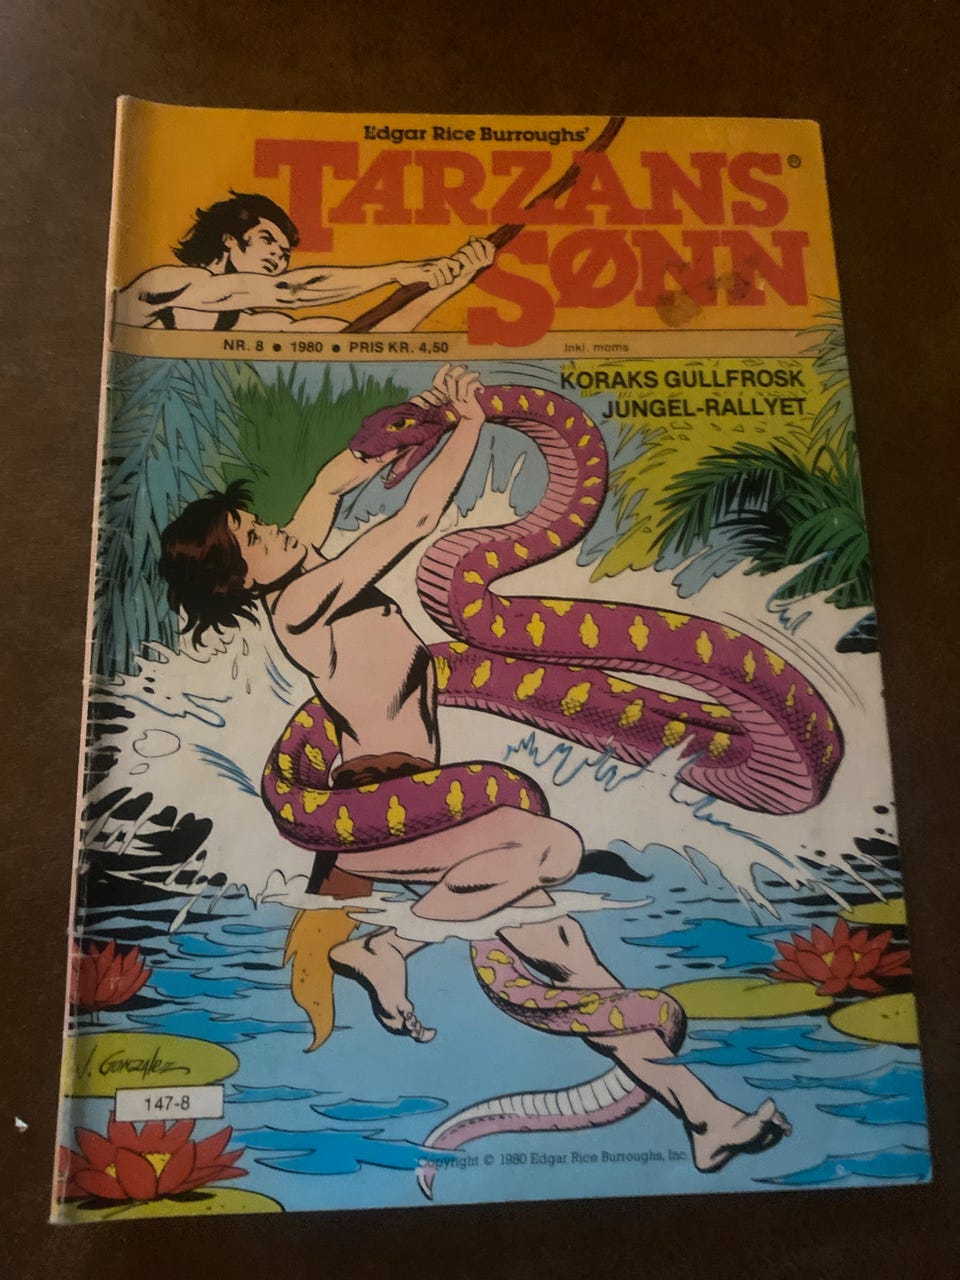 Edgar Rice Burroughs'
TARZANS®
SØNN
NR. 8 • 1980 • PRIS KR. 4,50 Inkl. moms
KORAKS GULLFROSK
JUNGEL-RALLYET
J. GONZALEZ
147-8
Copyright © 1980 Edgar Rice Burroughs, Inc